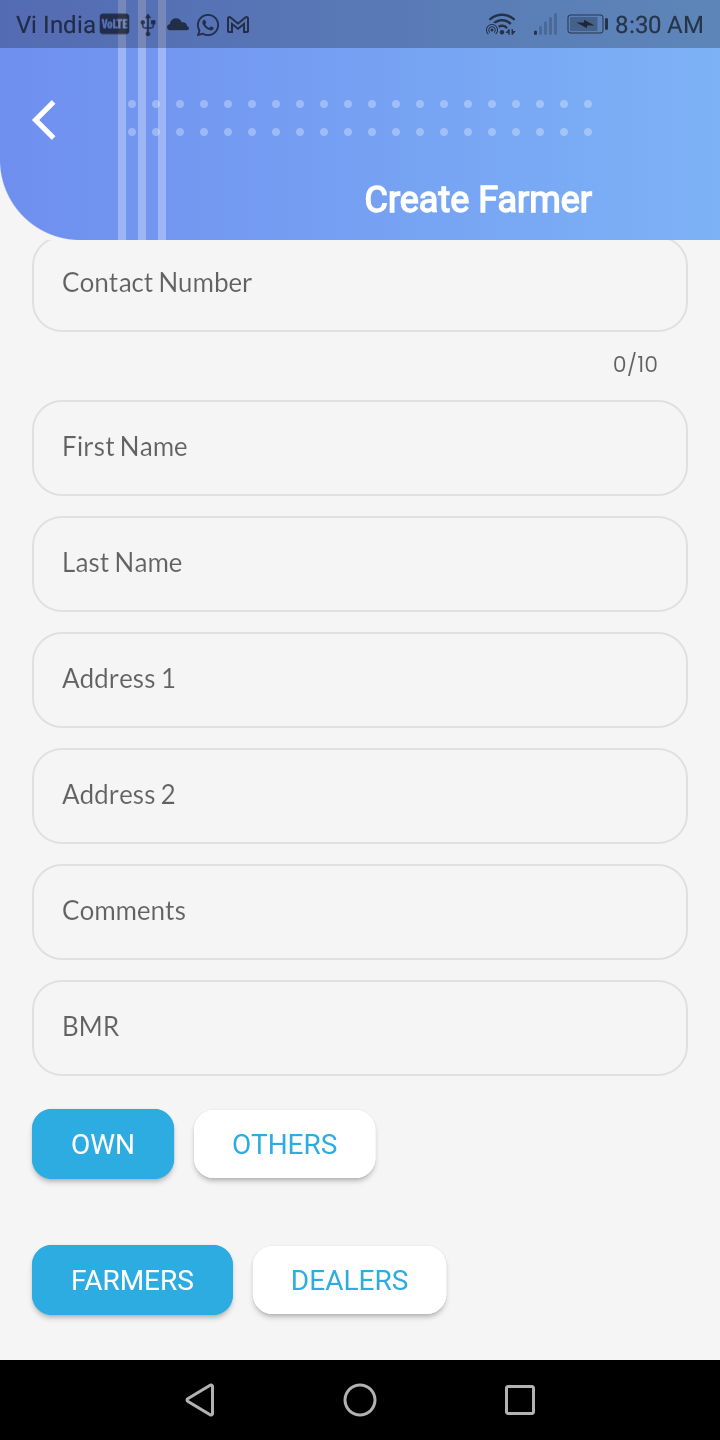 Vi India VoLTE 8:30 AM
Create Farmer
Contact Number
0/10
First Name
Last Name
Address 1
Address 2
Comments
BMR
OWN OTHERS
FARMERS DEALERS